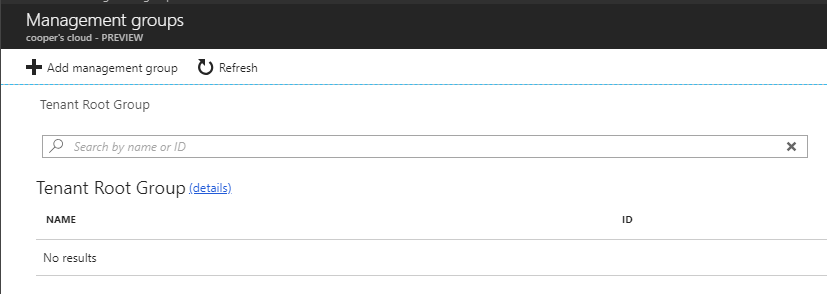 Management groups
cooper's cloud - PREVIEW
Add management group Refresh
Tenant Root Group
Search by name or ID
Tenant Root Group (details)
NAME ID
No results